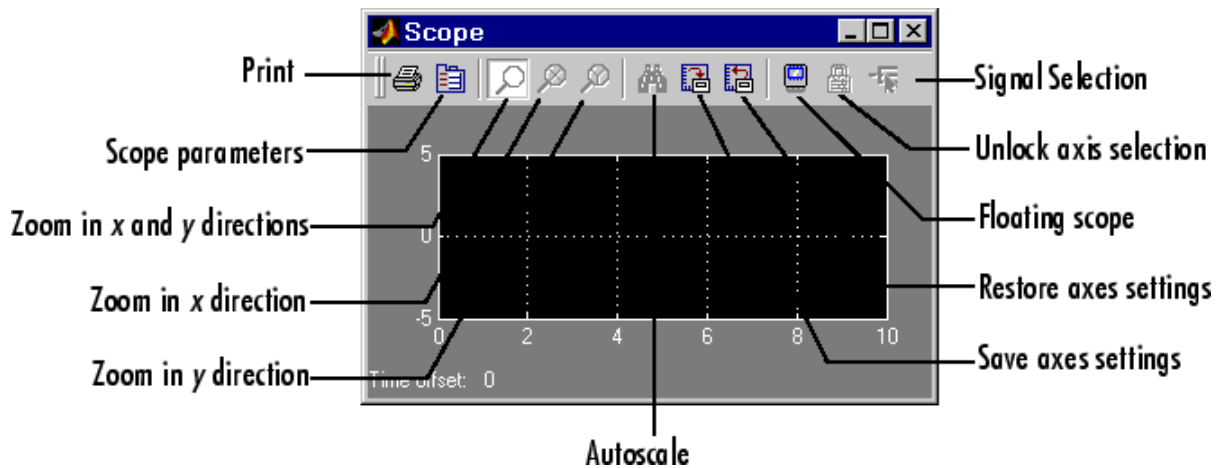 Scope
Print
Signal Selection
Scope parameters
Unlock axis selection
5
Zoom in x and y directions
Floating scope
0
Zoom in x direction
Restore axes settings
-5
0 2 4 6 8 10
Save axes settings
Zoom in y direction
Time offset: 0
Autoscale